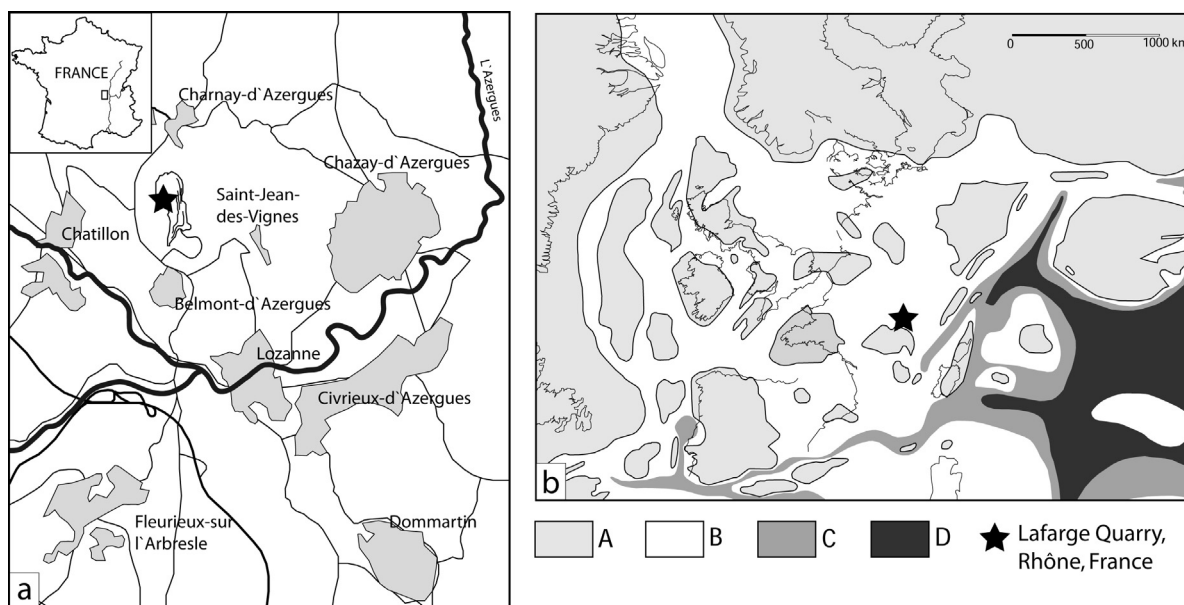 FRANCE
L`Azergues
Charnay-d`Azergues
Chazay-d`Azergues
Saint-Jean-
des-Vignes
Chatillon
Belmont-d`Azergues
Lozanne
Civrieux-d`Azergues
Fleurieux-sur
l`Arbresle
Dommartin
a
0 500 1000 km
b
A B C D Lafarge Quarry,
Rhône, France